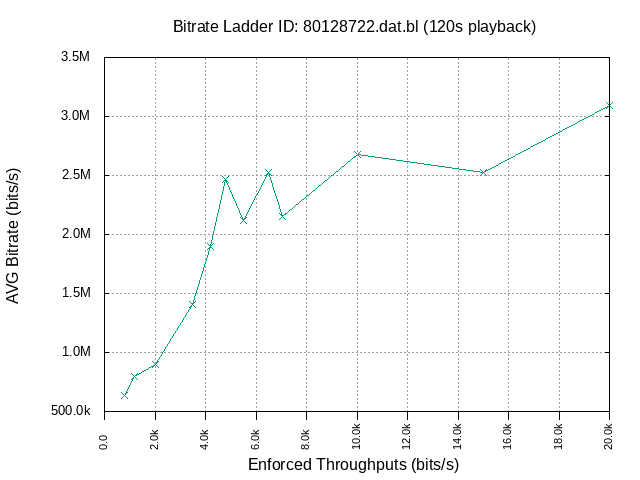 Bitrate Ladder ID: 80128722.dat.bl (120s playback)
3.5M
3.0M
2.5M
2.0M
1.5M
1.0M
500.0k
AVG Bitrate (bits/s)
0.0
2.0k
4.0k
6.0k
8.0k
10.0k
12.0k
14.0k
16.0k
18.0k
20.0k
Enforced Throughputs (bits/s)